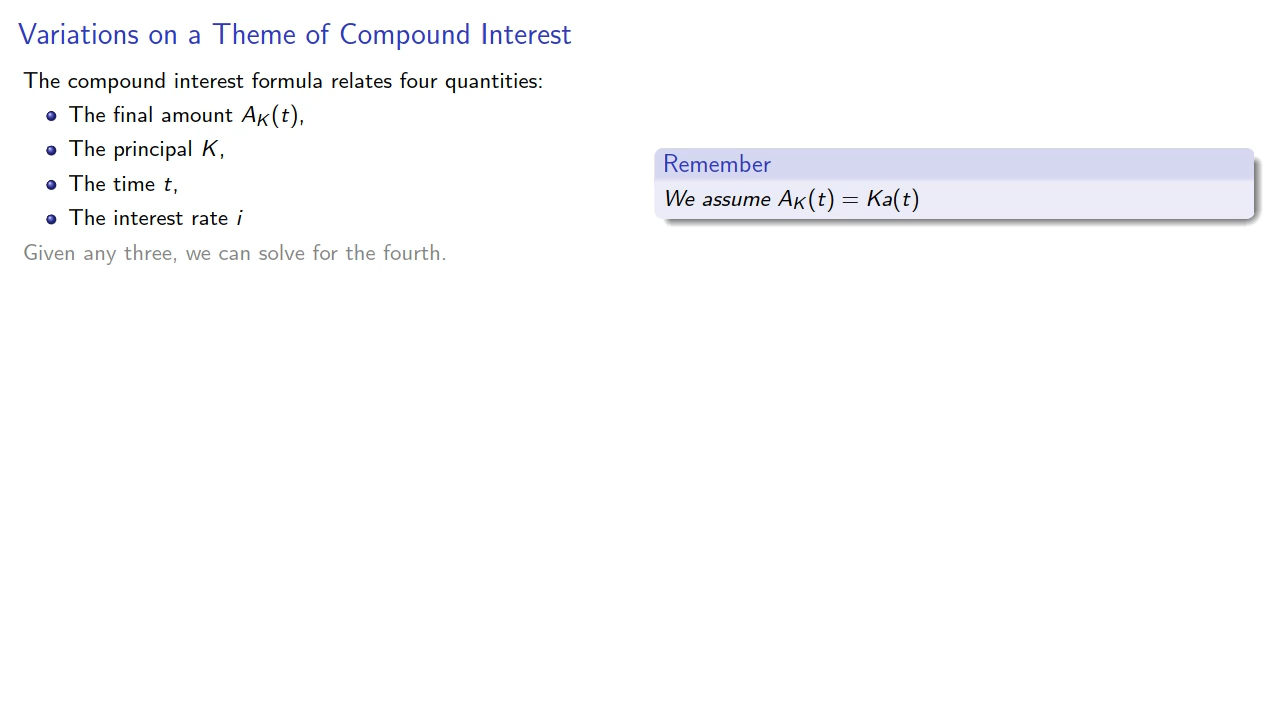 Variations on a Theme of Compound Interest
The compound interest formula relates four quantities:
The final amount A_K(t),
The principal K,
The time t,
The interest rate i
Given any three, we can solve for the fourth.
Remember
We assume A_K(t) = Ka(t)